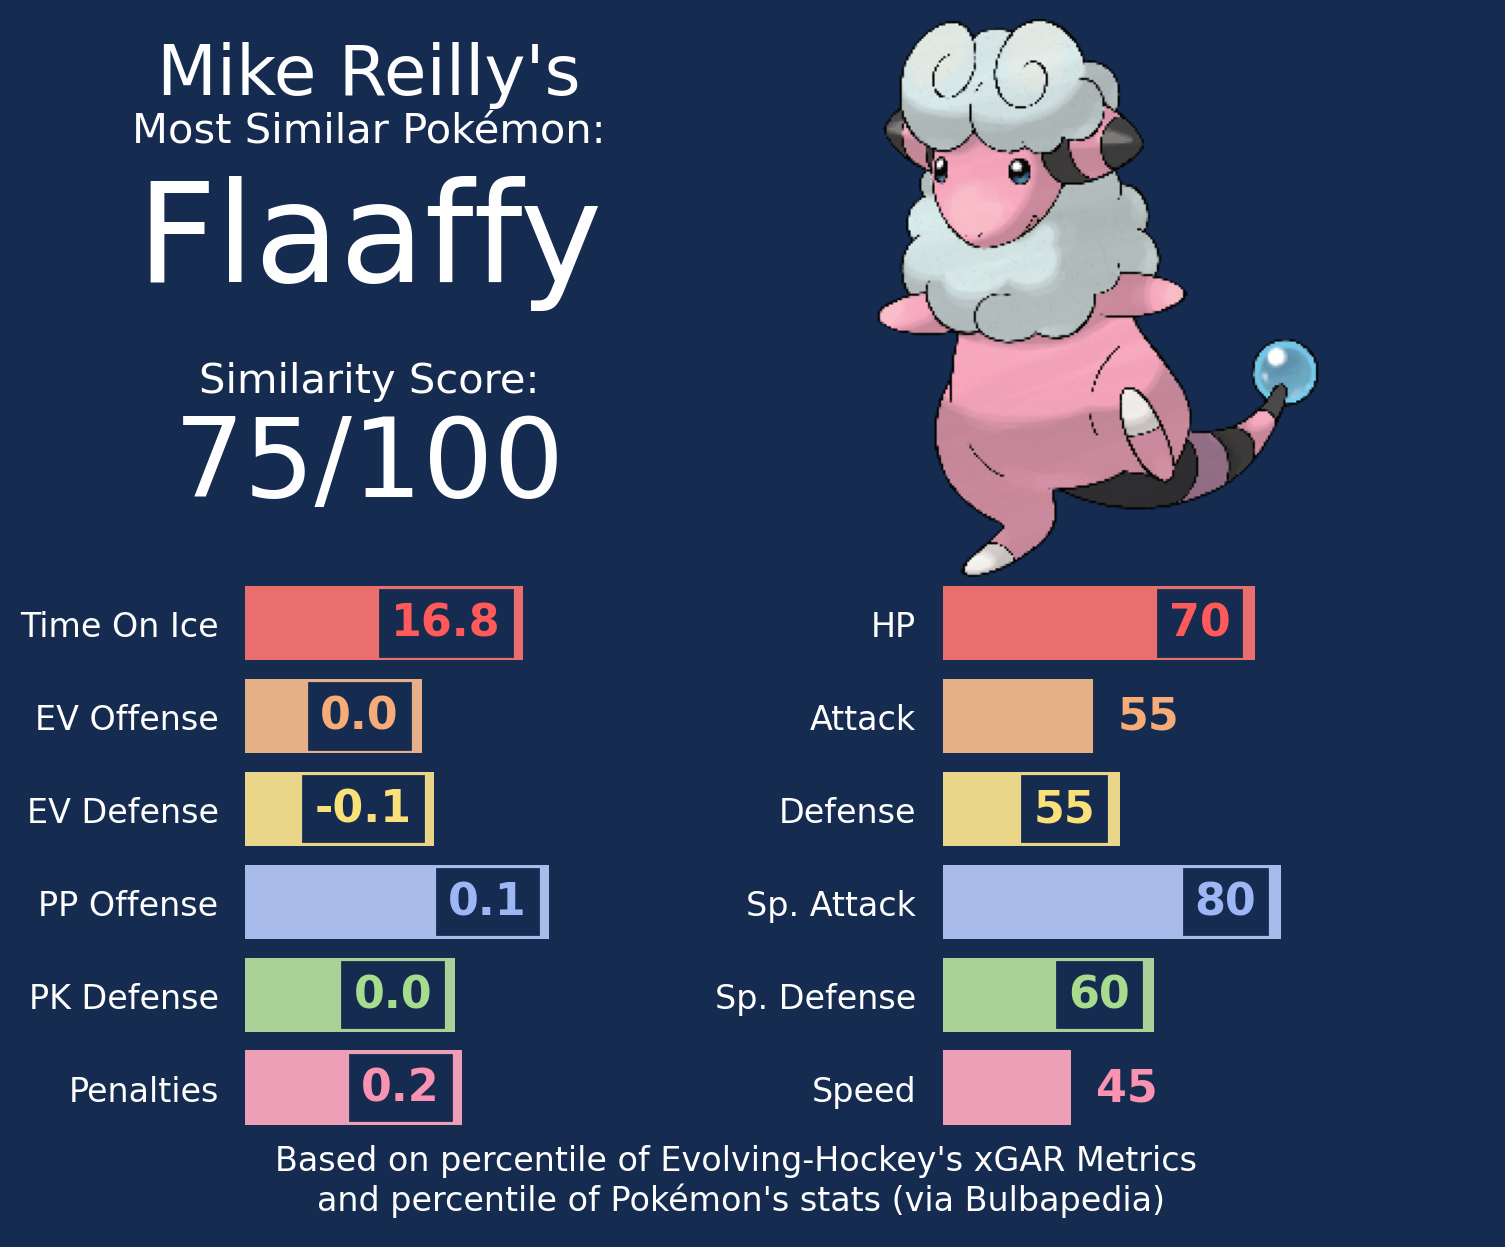 Mike Reilly's
Most Similar Pokémon:
Flaaffy
Similarity Score:
75/100
Time On Ice 16.8
EV Offense 0.0
EV Defense -0.1
PP Offense 0.1
PK Defense 0.0
Penalties 0.2
HP 70
Attack 55
Defense 55
Sp. Attack 80
Sp. Defense 60
Speed 45
Based on percentile of Evolving-Hockey's xGAR Metrics
and percentile of Pokémon's stats (via Bulbapedia)